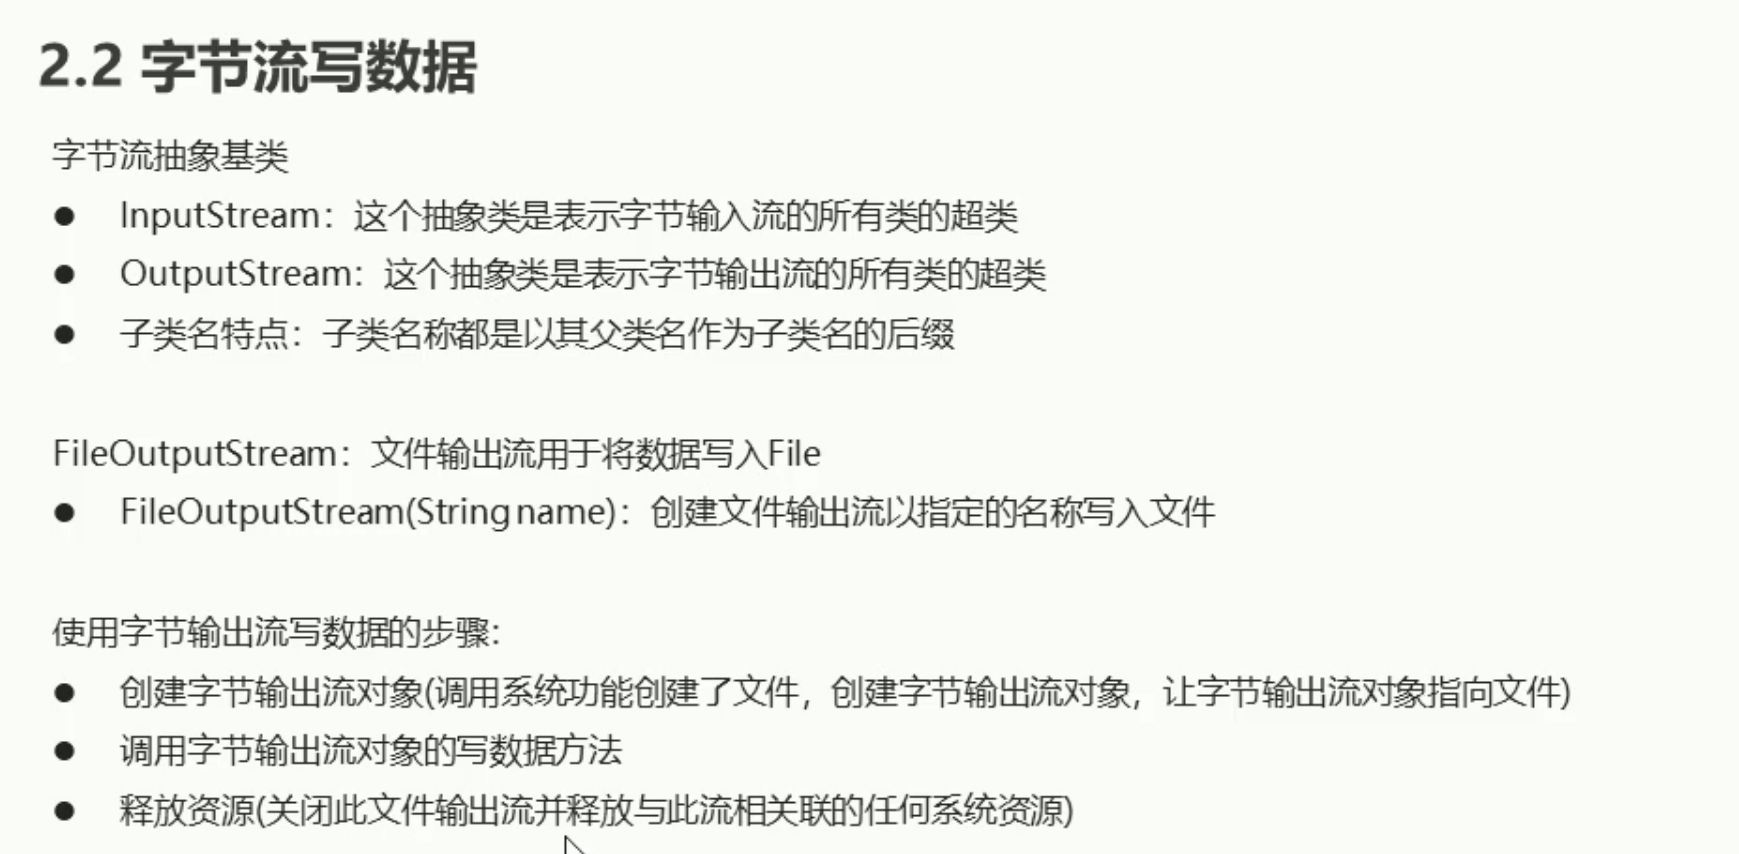 2.2 字节流写数据
字节流抽象基类
● InputStream：这个抽象类是表示字节输入流的所有类的超类
● OutputStream：这个抽象类是表示字节输出流的所有类的超类
● 子类名特点：子类名称都是以其父类名作为子类名的后缀
FileOutputStream：文件输出流用于将数据写入File
● FileOutputStream(String name)：创建文件输出流以指定的名称写入文件
使用字节输出流写数据的步骤：
● 创建字节输出流对象(调用系统功能创建了文件，创建字节输出流对象，让字节输出流对象指向文件)
● 调用字节输出流对象的写数据方法
● 释放资源(关闭此文件输出流并释放与此流相关联的任何系统资源)